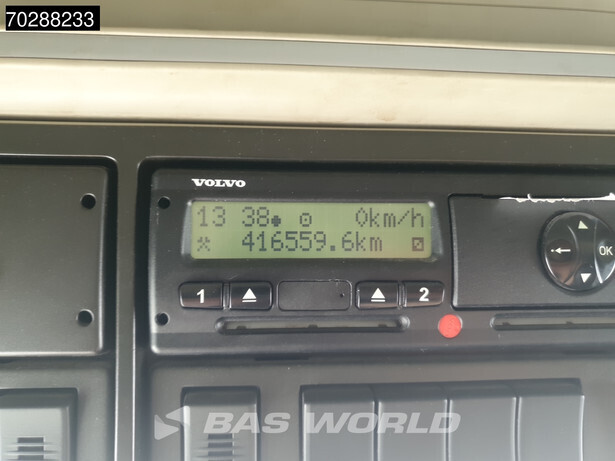 70288233
VOLVO
13 38 0km/h
416559.6km
1 2
OK
BAS WORLD